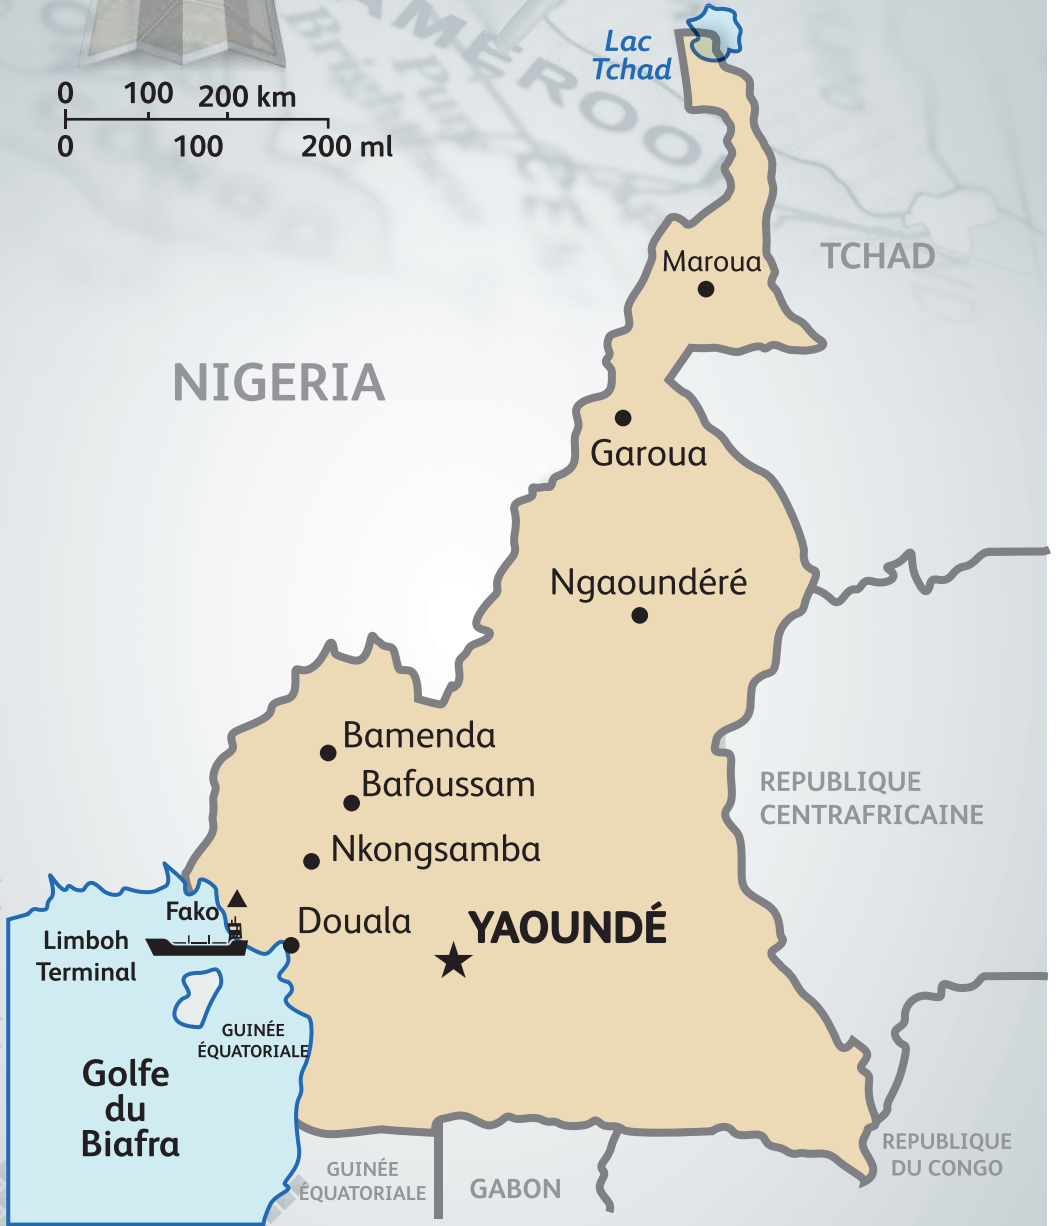 Lac
Tchad
0 100 200 km
0 100 200 ml
CAMEROO
Maroua
TCHAD
NIGERIA
Garoua
Ngaoundéré
Bamenda
Bafoussam
REPUBLIQUE
CENTRAFRICAINE
Nkongsamba
Fako
Douala
YAOUNDÉ
Limboh
Terminal
GUINÉE
ÉQUATORIALE
Golfe
du
Biafra
REPUBLIQUE
DU CONGO
GUINÉE
ÉQUATORIALE
GABON